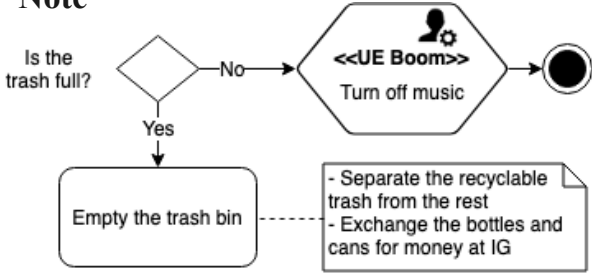 Note
Is the
trash full?
No
<<UE Boom>>
Turn off music
Yes
Empty the trash bin
- Separate the recyclable
trash from the rest
- Exchange the bottles and
cans for money at IG